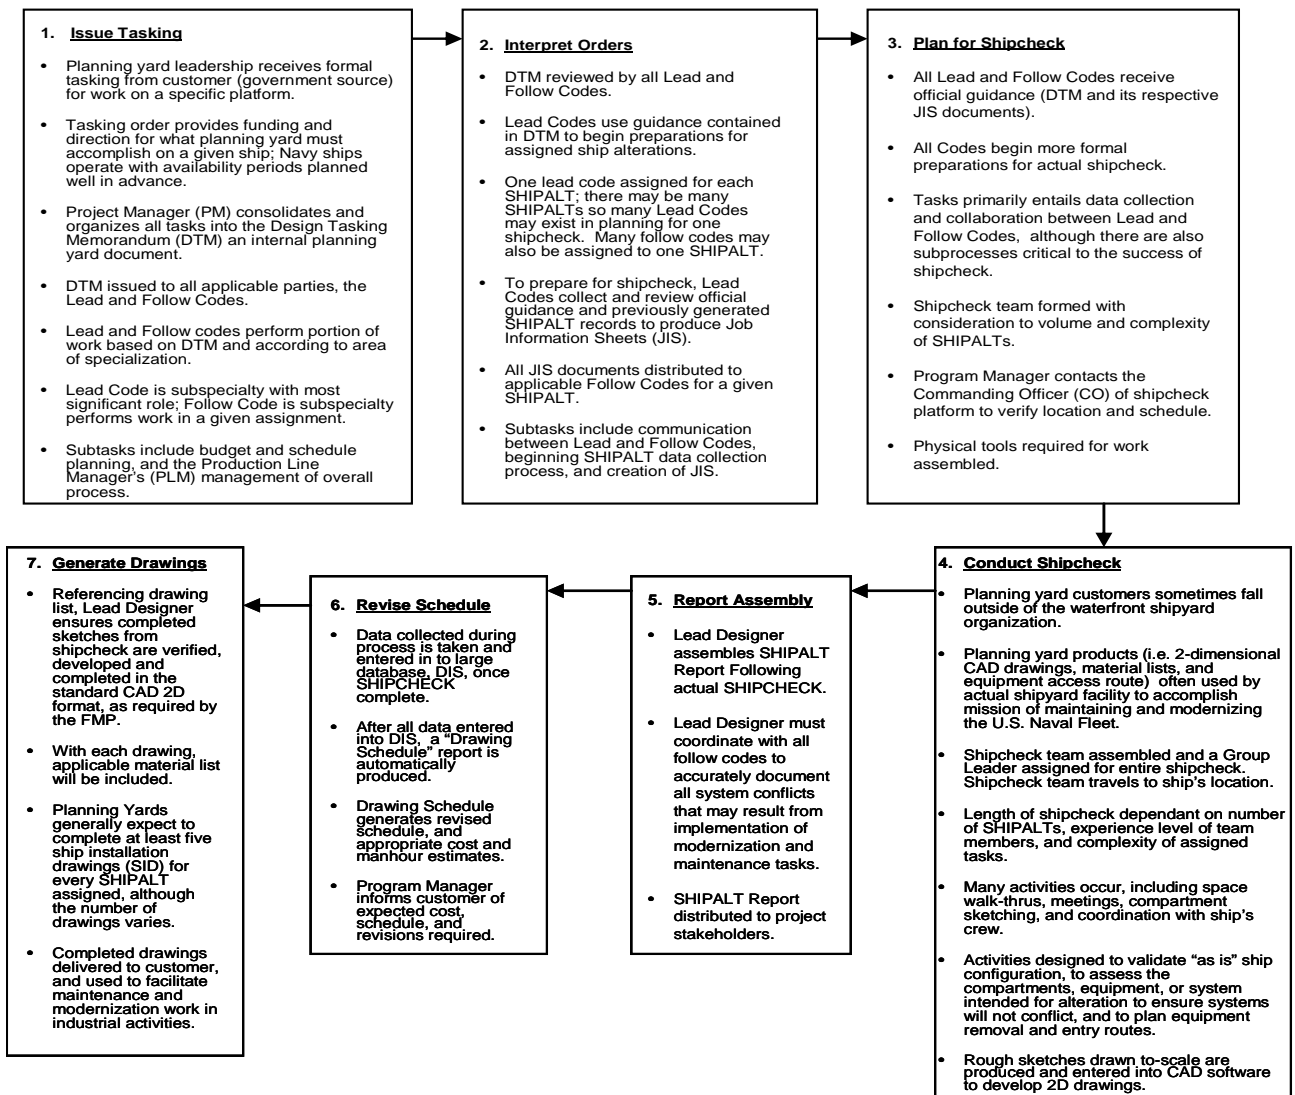 1. Issue Tasking
• Planning yard leadership receives formal
tasking from customer (government source)
for work on a specific platform.
• Tasking order provides funding and
direction for what planning yard must
accomplish on a given ship; Navy ships
operate with availability periods planned
well in advance.
• Project Manager (PM) consolidates and
organizes all tasks into the Design Tasking
Memorandum (DTM) an internal planning
yard document.
• DTM issued to all applicable parties, the
Lead and Follow Codes.
• Lead and Follow codes perform portion of
work based on DTM and according to area
of specialization.
• Lead Code is subspecialty with most
significant role; Follow Code is subspecialty
performs work in a given assignment.
• Subtasks include budget and schedule
planning, and the Production Line
Manager's (PLM) management of overall
process.
2. Interpret Orders
• DTM reviewed by all Lead and
Follow Codes.
• Lead Codes use guidance contained
in DTM to begin preparations for
assigned ship alterations.
• One lead code assigned for each
SHIPALT; there may be many
SHIPALTs so many Lead Codes
may exist in planning for one
shipcheck. Many follow codes may
also be assigned to one SHIPALT.
• To prepare for shipcheck, Lead
Codes collect and review official
guidance and previously generated
SHIPALT records to produce Job
Information Sheets (JIS).
• All JIS documents distributed to
applicable Follow Codes for a given
SHIPALT.
• Subtasks include communication
between Lead and Follow Codes,
beginning SHIPALT data collection
process, and creation of JIS.
3. Plan for Shipcheck
• All Lead and Follow Codes receive
official guidance (DTM and its respective
JIS documents).
• All Codes begin more formal
preparations for actual shipcheck.
• Tasks primarily entails data collection
and collaboration between Lead and
Follow Codes, although there are also
subprocesses critical to the success of
shipcheck.
• Shipcheck team formed with
consideration to volume and complexity
of SHIPALTs.
• Program Manager contacts the
Commanding Officer (CO) of shipcheck
platform to verify location and schedule.
• Physical tools required for work
assembled.
4. Conduct Shipcheck
• Planning yard customers sometimes fall
outside of the waterfront shipyard
organization.
• Planning yard products (i.e. 2-dimensional
CAD drawings, material lists, and
equipment access route) often used by
actual shipyard facility to accomplish
mission of maintaining and modernizing
the U.S. Naval Fleet.
• Shipcheck team assembled and a Group
Leader assigned for entire shipcheck.
Shipcheck team travels to ship's location.
• Length of shipcheck dependant on number
of SHIPALTs, experience level of team
members, and complexity of assigned
tasks.
• Many activities occur, including space
walk-thrus, meetings, compartment
sketching, and coordination with ship's
crew.
• Activities designed to validate "as is" ship
configuration, to assess the
compartments, equipment, or system
intended for alteration to ensure systems
will not conflict, and to plan equipment
removal and entry routes.
• Rough sketches drawn to-scale are
produced and entered into CAD software
to develop 2D drawings.
5. Report Assembly
• Lead Designer
assembles SHIPALT
Report Following
actual SHIPCHECK.
• Lead Designer must
coordinate with all
follow codes to
accurately document
all system conflicts
that may result from
implementation of
modernization and
maintenance tasks.
• SHIPALT Report
distributed to project
stakeholders.
6. Revise Schedule
• Data collected during
process is taken and
entered in to large
database, DIS, once
SHIPCHECK
complete.
• After all data entered
into DIS, a "Drawing
Schedule" report is
automatically
produced.
• Drawing Schedule
generates revised
schedule, and
appropriate cost and
manhour estimates.
• Program Manager
informs customer of
expected cost,
schedule, and
revisions required.
7. Generate Drawings
• Referencing drawing
list, Lead Designer
ensures completed
sketches from
shipcheck are verified,
developed and
completed in the
standard CAD 2D
format, as required by
the FMP.
• With each drawing,
applicable material list
will be included.
• Planning Yards
generally expect to
complete at least five
ship installation
drawings (SID) for
every SHIPALT
assigned, although
the number of
drawings varies.
• Completed drawings
delivered to customer,
and used to facilitate
maintenance and
modernization work in
industrial activities.